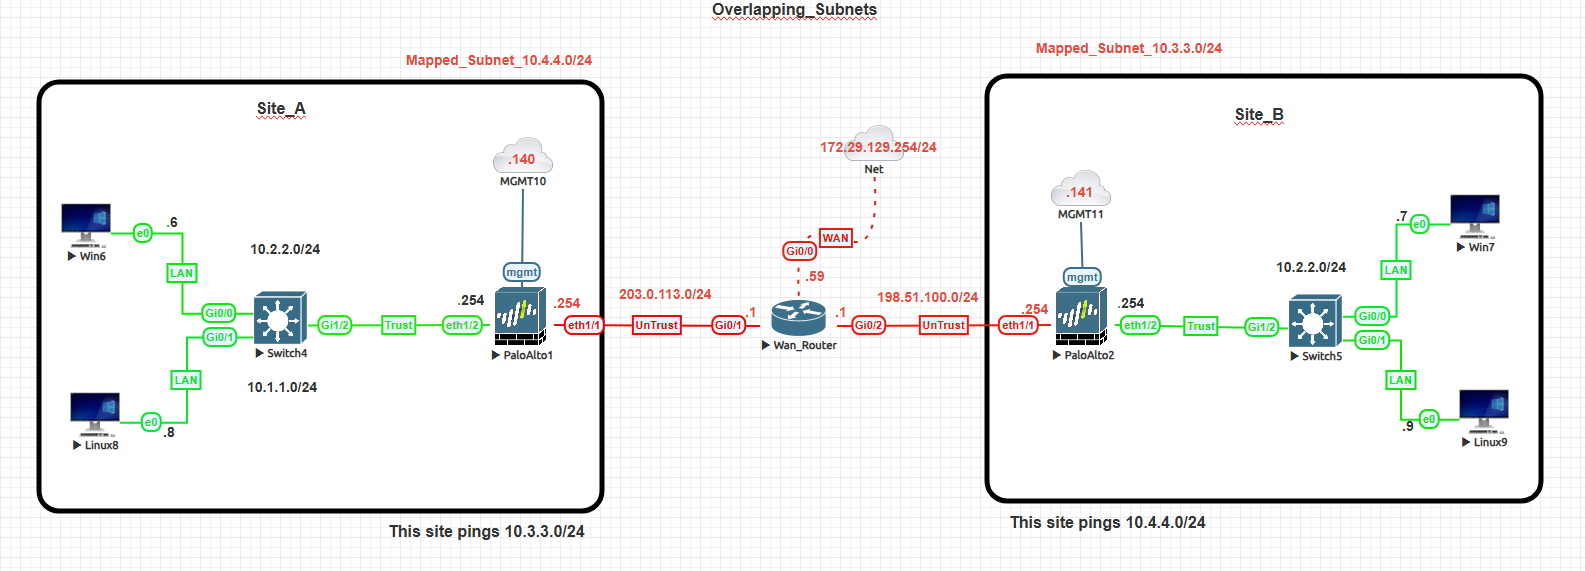 Overlapping_Subnets
Mapped_Subnet_10.4.4.0/24
Mapped_Subnet_10.3.3.0/24
Site_A
Site_B
.140
MGMT10
172.29.129.254/24
Net
.141
MGMT11
Win6
e0
.6
10.2.2.0/24
LAN
Gi0/0
Gi0/1
Switch4
Gi1/2
Trust
eth1/2
.254
mgmt
PaloAlto1
.254
eth1/1
203.0.113.0/24
UnTrust
Gi0/1
.1
WAN
Gi0/0
.59
Wan_Router
.1
Gi0/2
198.51.100.0/24
UnTrust
.254
eth1/1
mgmt
PaloAlto2
.254
eth1/2
Trust
Gi1/2
10.2.2.0/24
Switch5
Gi0/0
Gi0/1
LAN
.7
e0
Win7
LAN
10.1.1.0/24
e0
.8
Linux8
LAN
.9
e0
Linux9
This site pings 10.3.3.0/24
This site pings 10.4.4.0/24